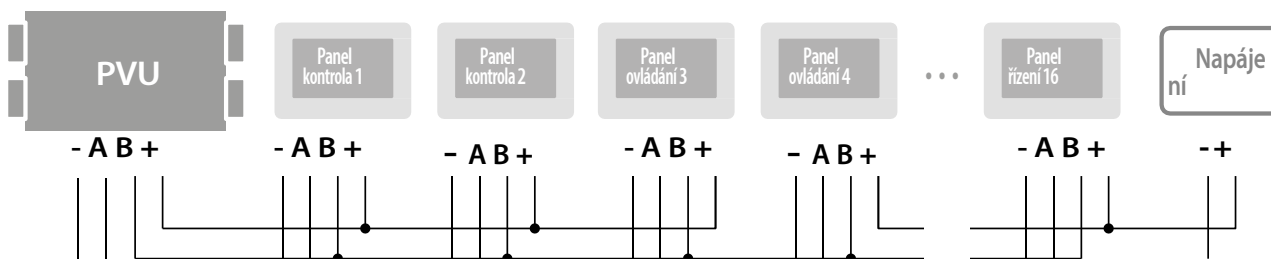 PVU
Panel
kontrola 1
Panel
kontrola 2
Panel
ovládání 3
Panel
ovládání 4
...
Panel
řízení 16
Napáje
ní
- A B +
- A B +
- A B +
- A B +
- A B +
- A B +
- +